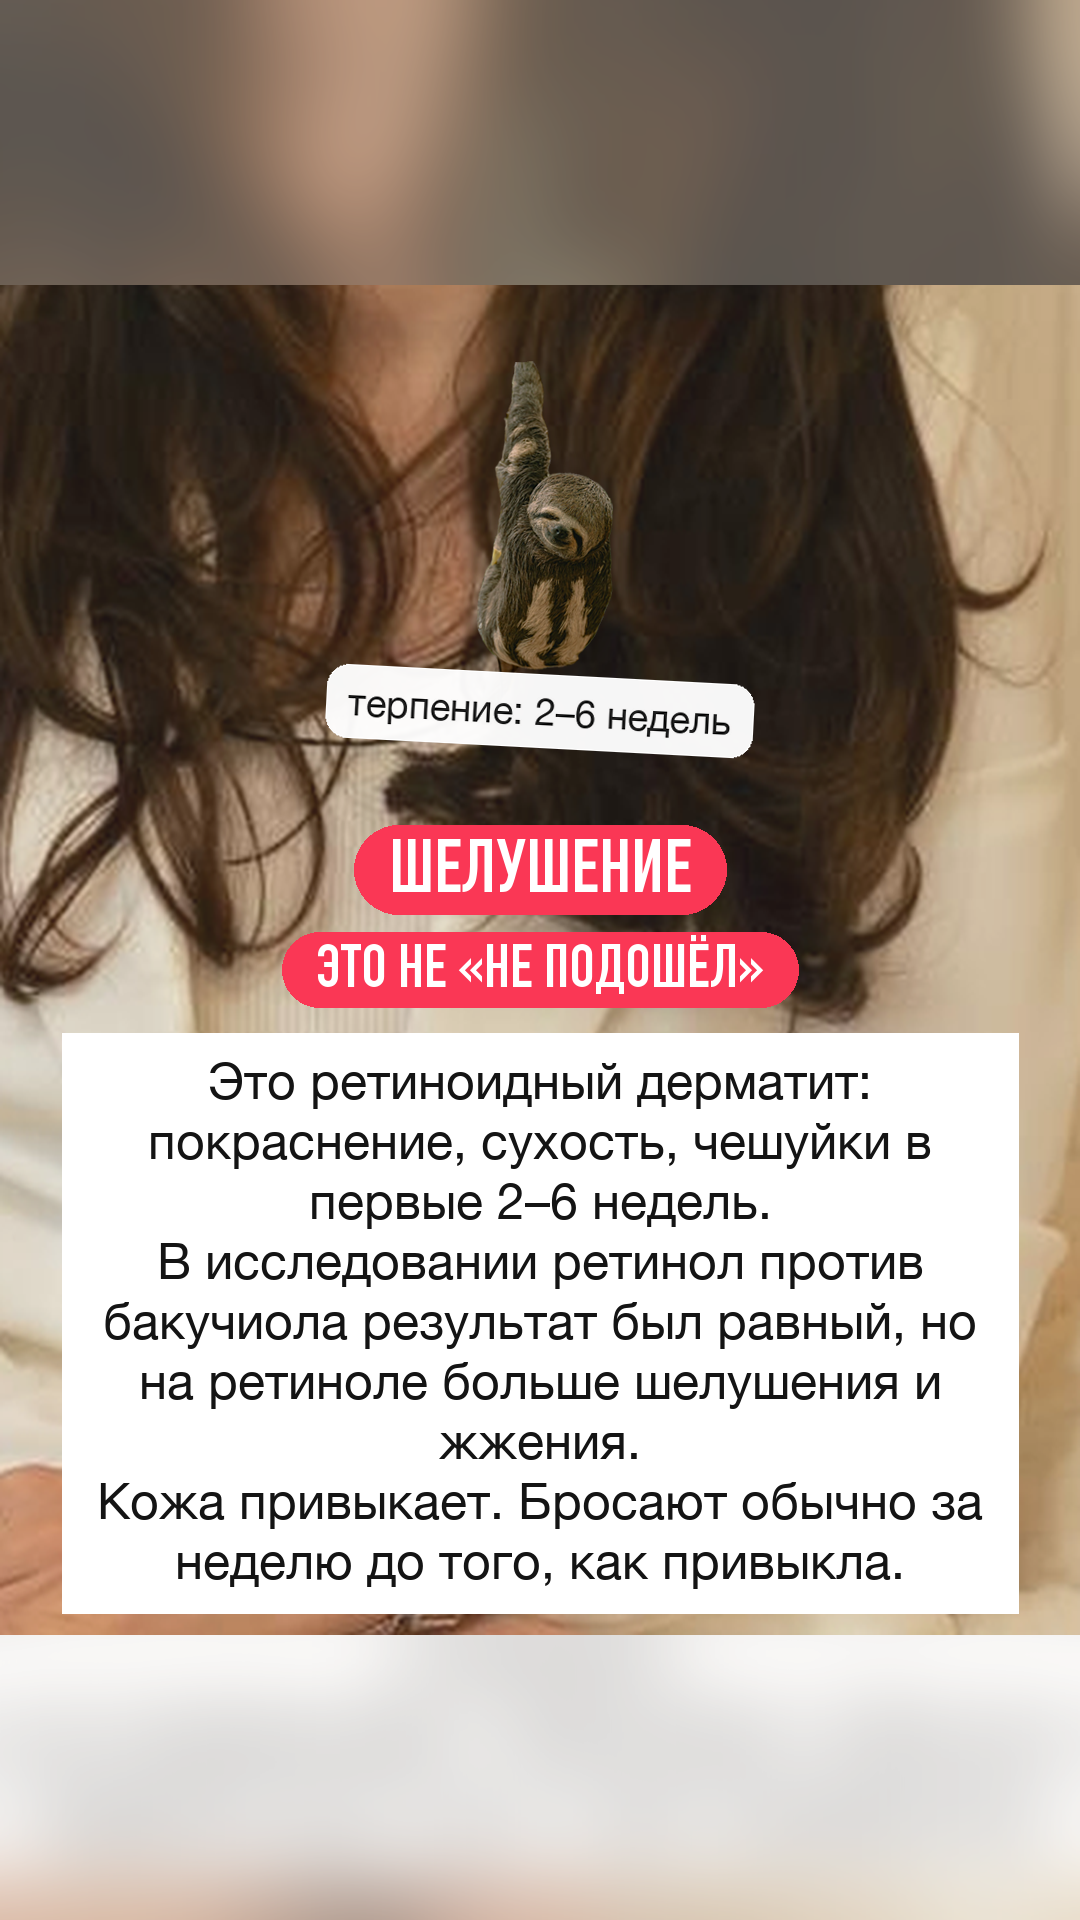 терпение: 2–6 недель
ШЕЛУШЕНИЕ
ЭТО НЕ «НЕ ПОДОШЁЛ»
Это ретиноидный дерматит:
покраснение, сухость, чешуйки в
первые 2–6 недель.
В исследовании ретинол против
бакучиола результат был равный, но
на ретиноле больше шелушения и
жжения.
Кожа привыкает. Бросают обычно за
неделю до того, как привыкла.